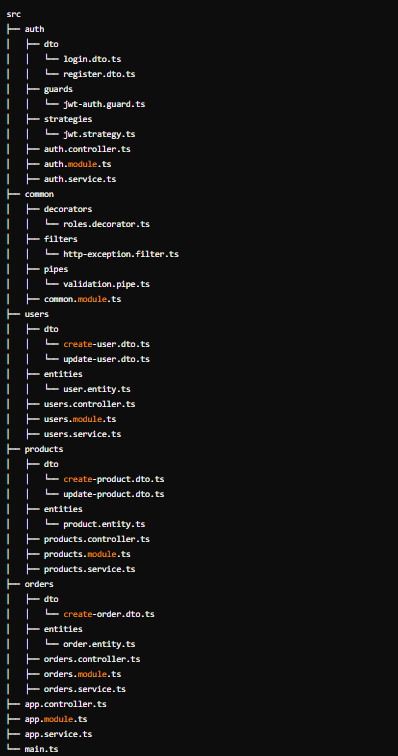 src
├── auth
│   ├── dto
│   │   └── login.dto.ts
│   │   └── register.dto.ts
│   ├── guards
│   │   └── jwt-auth.guard.ts
│   ├── strategies
│   │   └── jwt.strategy.ts
│   ├── auth.controller.ts
│   ├── auth.module.ts
│   ├── auth.service.ts
├── common
│   ├── decorators
│   │   └── roles.decorator.ts
│   ├── filters
│   │   └── http-exception.filter.ts
│   ├── pipes
│   │   └── validation.pipe.ts
│   ├── common.module.ts
├── users
│   ├── dto
│   │   └── create-user.dto.ts
│   │   └── update-user.dto.ts
│   ├── entities
│   │   └── user.entity.ts
│   ├── users.controller.ts
│   ├── users.module.ts
│   ├── users.service.ts
├── products
│   ├── dto
│   │   └── create-product.dto.ts
│   │   └── update-product.dto.ts
│   ├── entities
│   │   └── product.entity.ts
│   ├── products.controller.ts
│   ├── products.module.ts
│   ├── products.service.ts
├── orders
│   ├── dto
│   │   └── create-order.dto.ts
│   ├── entities
│   │   └── order.entity.ts
│   ├── orders.controller.ts
│   ├── orders.module.ts
│   ├── orders.service.ts
├── app.controller.ts
├── app.module.ts
├── app.service.ts
└── main.ts